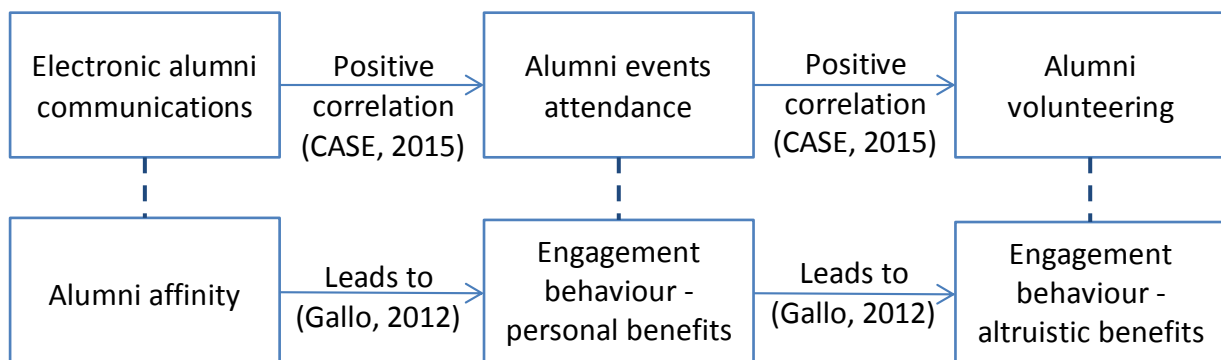 Electronic alumni
communications
Positive
correlation
(CASE, 2015)
Alumni events
attendance
Positive
correlation
(CASE, 2015)
Alumni
volunteering
Alumni affinity
Leads to
(Gallo, 2012)
Engagement
behaviour -
personal benefits
Leads to
(Gallo, 2012)
Engagement
behaviour -
altruistic benefits